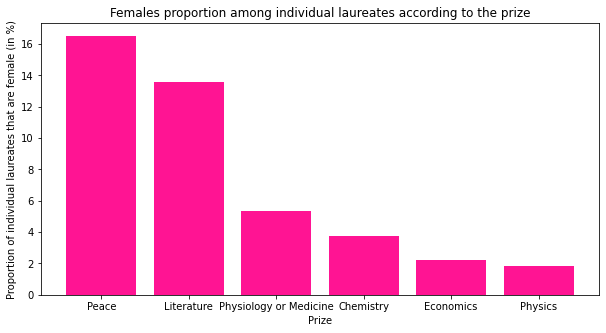 Females proportion among individual laureates according to the prize
Proportion of individual laureates that are female (in %)
16
14
12
10
8
6
4
2
0
Peace Literature Physiology or Medicine Chemistry Economics Physics
Prize